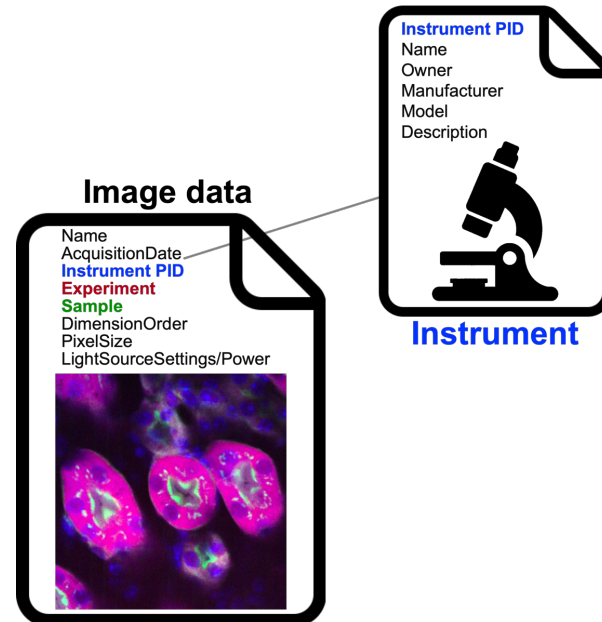 Instrument PID
Name
Owner
Manufacturer
Model
Description
Instrument
Image data
Name
AcquisitionDate
Instrument PID
Experiment
Sample
DimensionOrder
PixelSize
LightSourceSettings/Power